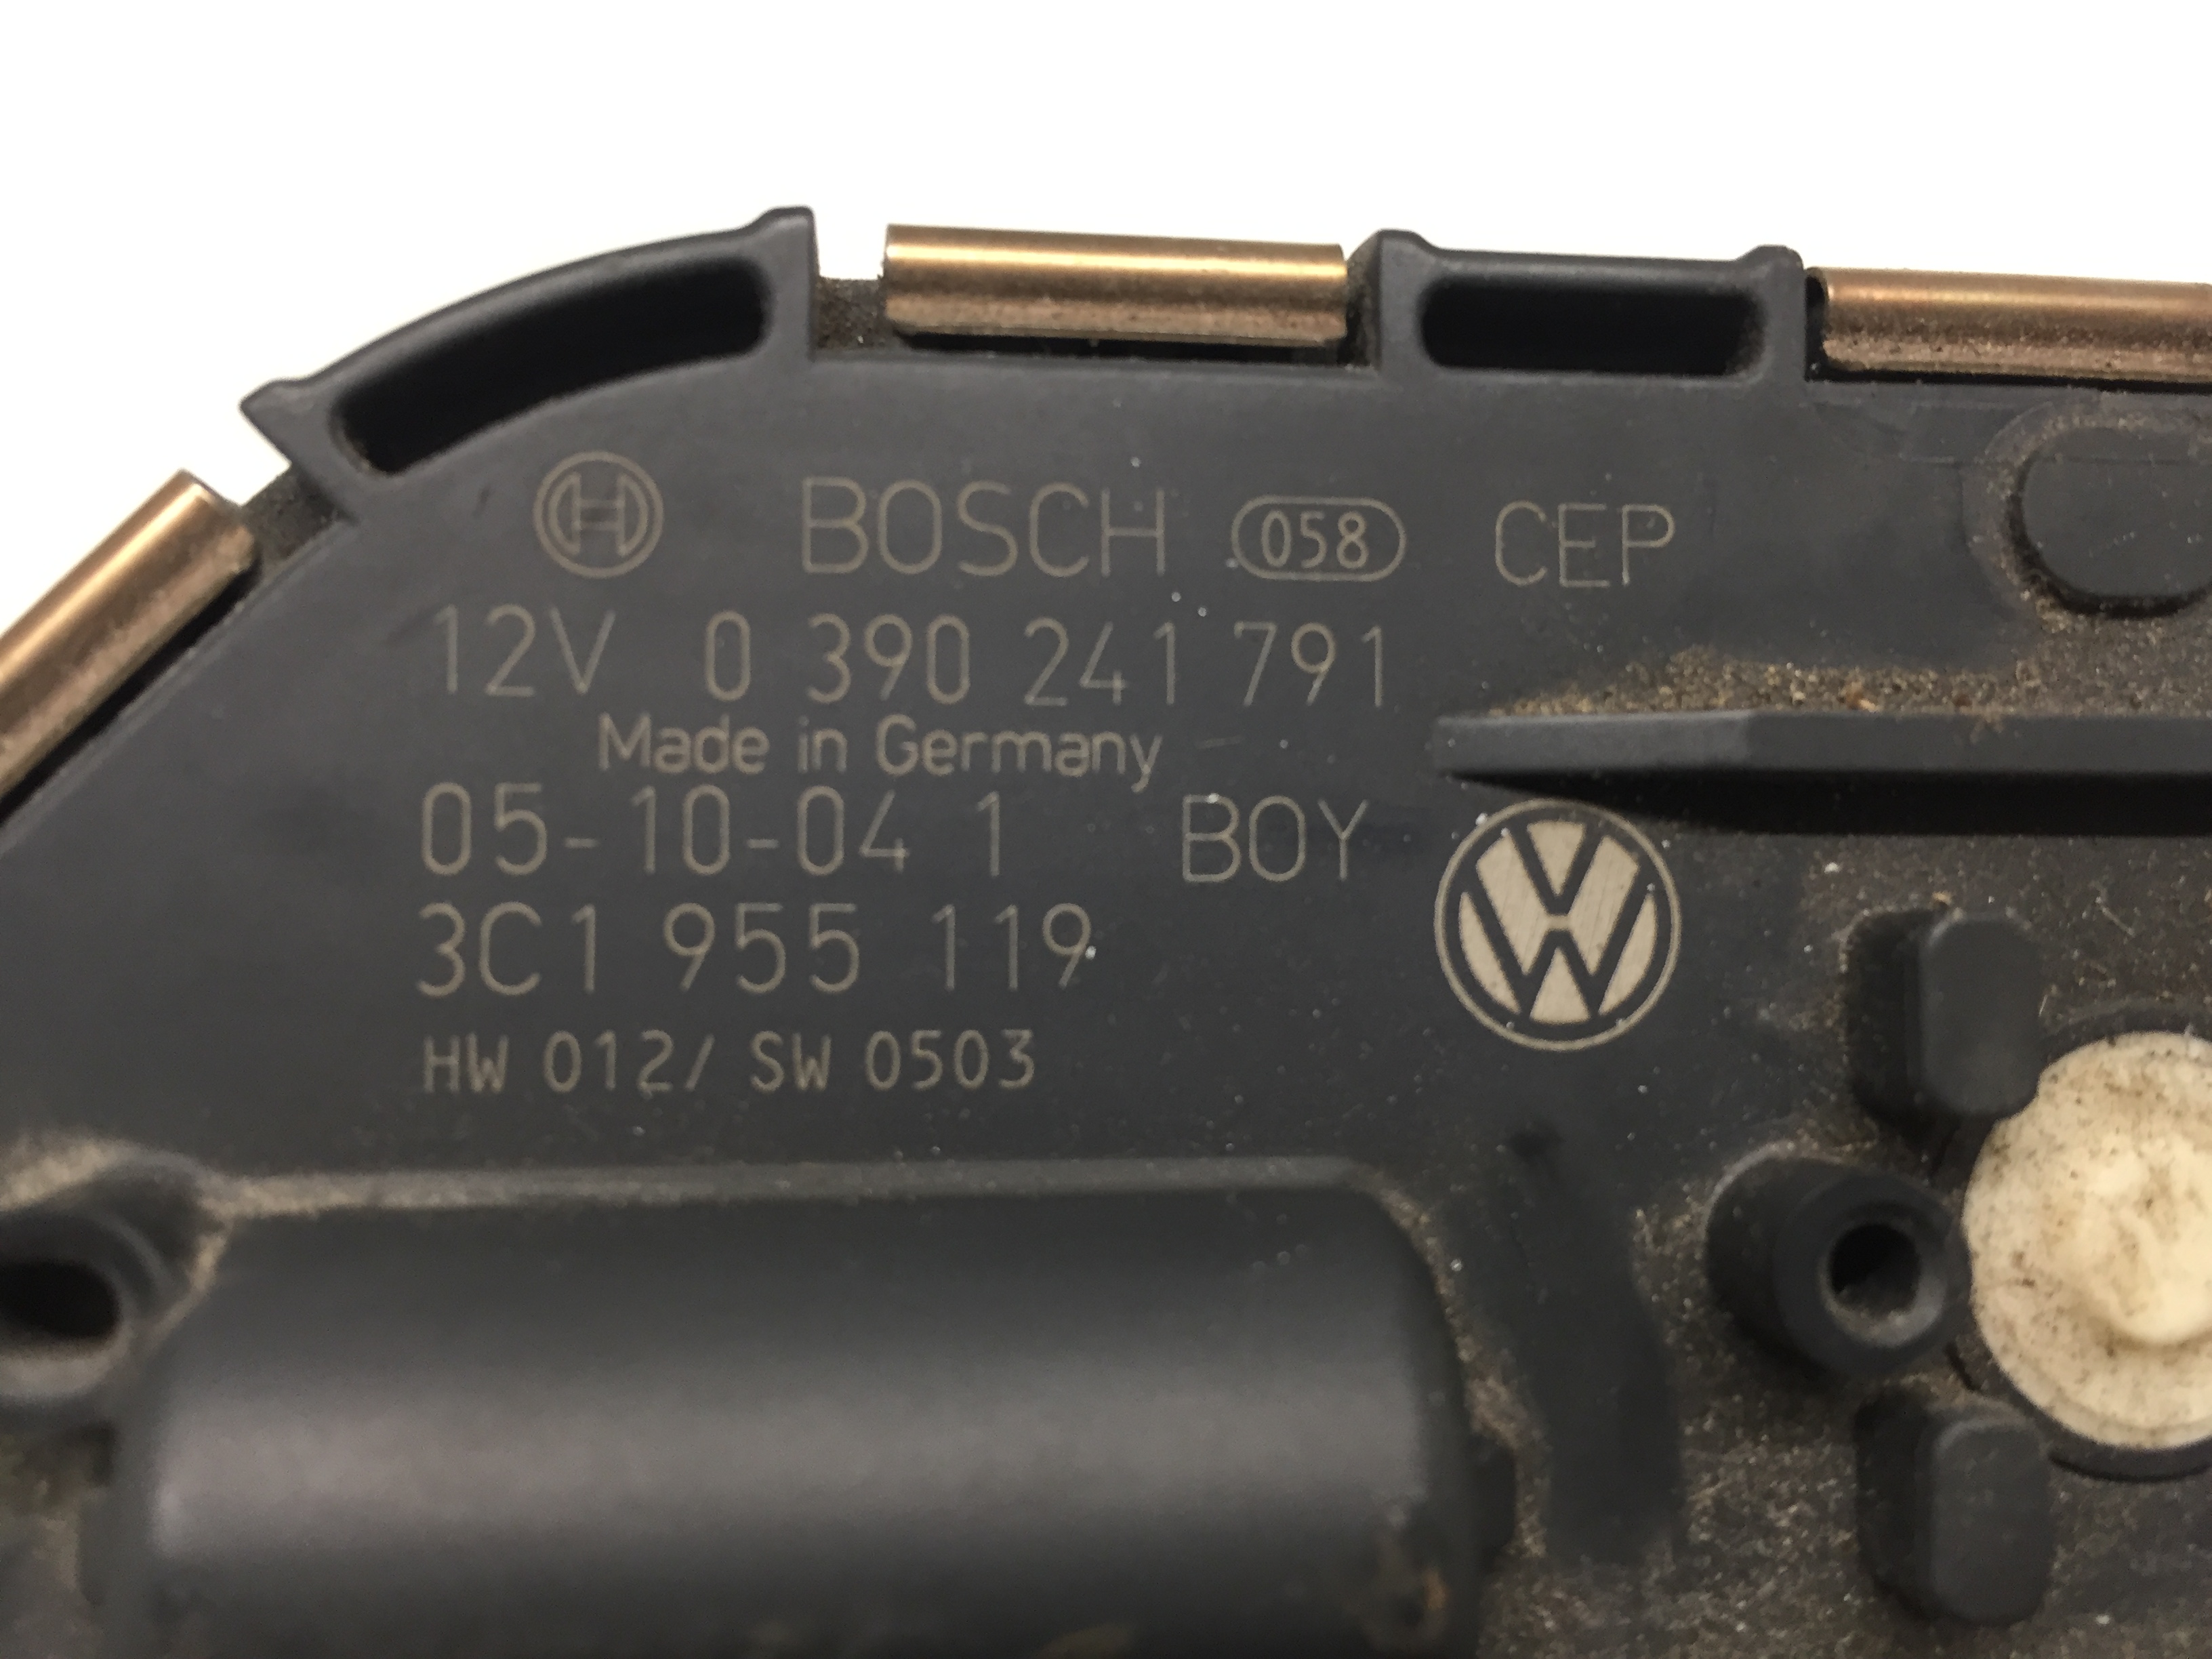 BOSCH 058 CEP
12V 0 390 241 791
Made in Germany
05-10-04 1 BOY
3C1 955 119
HW 012/ SW 0503